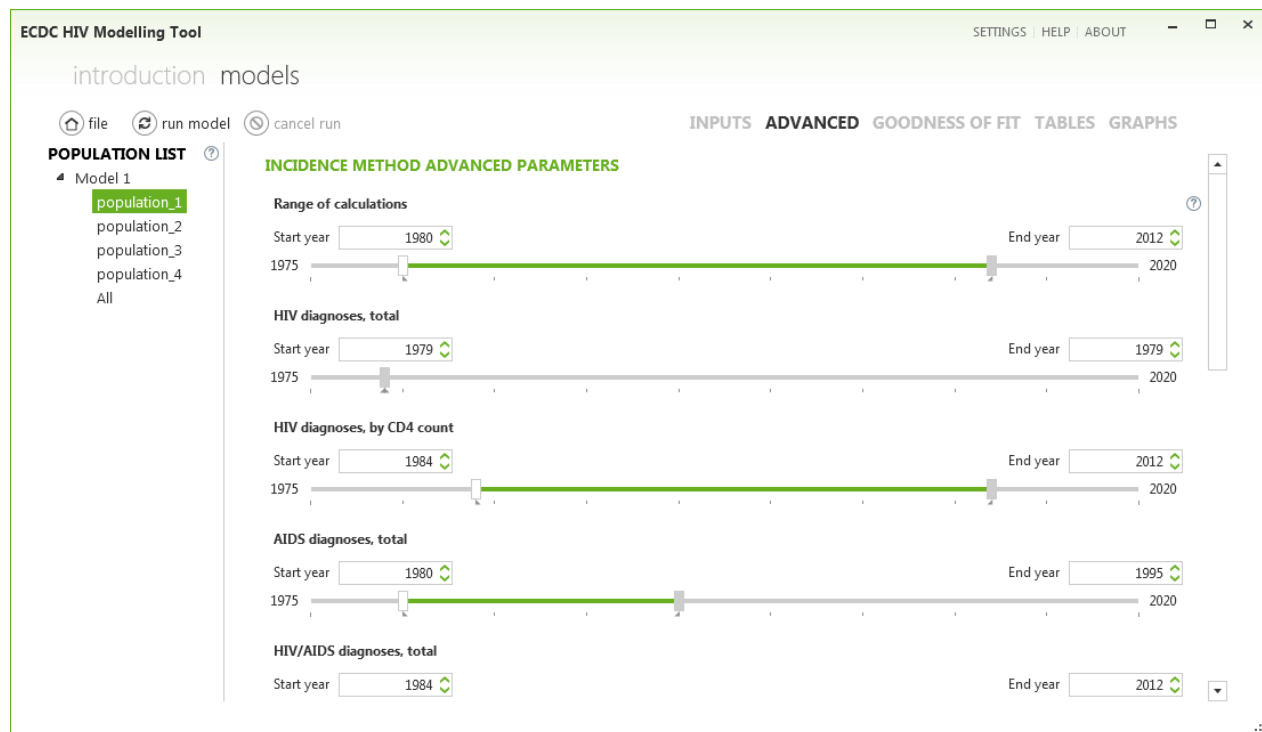 ECDC HIV Modelling Tool SETTINGS | HELP | ABOUT
introduction models
file run model cancel run INPUTS ADVANCED GOODNESS OF FIT TABLES GRAPHS
POPULATION LIST ?
Model 1
population_1
population_2
population_3
population_4
All
INCIDENCE METHOD ADVANCED PARAMETERS
Range of calculations ?
Start year 1980 End year 2012
1975 2020
HIV diagnoses, total
Start year 1979 End year 1979
1975 2020
HIV diagnoses, by CD4 count
Start year 1984 End year 2012
1975 2020
AIDS diagnoses, total
Start year 1980 End year 1995
1975 2020
HIV/AIDS diagnoses, total
Start year 1984 End year 2012